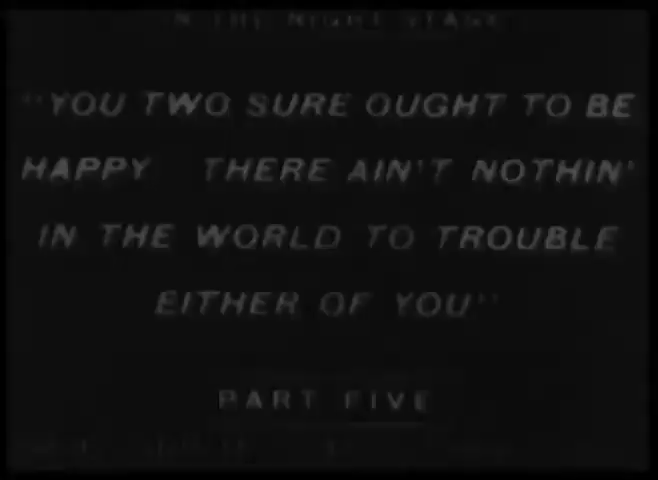 "YOU TWO SURE OUGHT TO BE
HAPPY THERE AIN'T NOTHIN'
IN THE WORLD TO TROUBLE
EITHER OF YOU"
PART FIVE